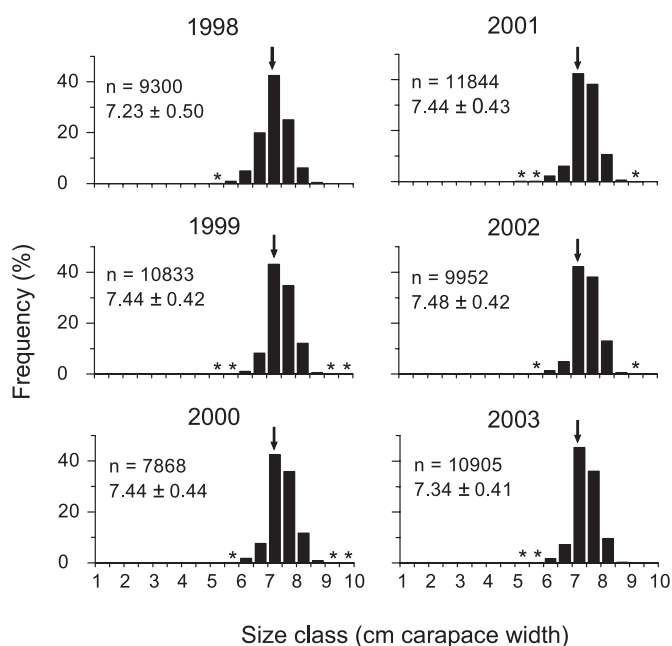 1998
n = 9300
7.23 ± 0.50
40
20
0
*
2001
n = 11844
7.44 ± 0.43
* * *
1999
n = 10833
7.44 ± 0.42
40
20
0
* * * *
2002
n = 9952
7.48 ± 0.42
* *
2000
n = 7868
7.44 ± 0.44
40
20
0
* * *
1 2 3 4 5 6 7 8 9 10
2003
n = 10905
7.34 ± 0.41
* *
1 2 3 4 5 6 7 8 9 10
Frequency (%)
Size class (cm carapace width)